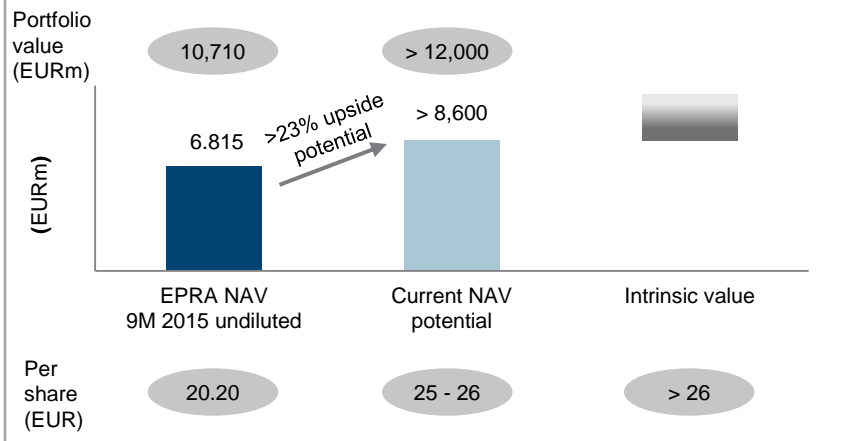 Portfolio
value
(EURm)
10,710
> 12,000
>23% upside
potential
6.815
> 8,600
(EURm)
EPRA NAV
9M 2015 undiluted
Current NAV
potential
Intrinsic value
Per
share
(EUR)
20.20
25 - 26
> 26